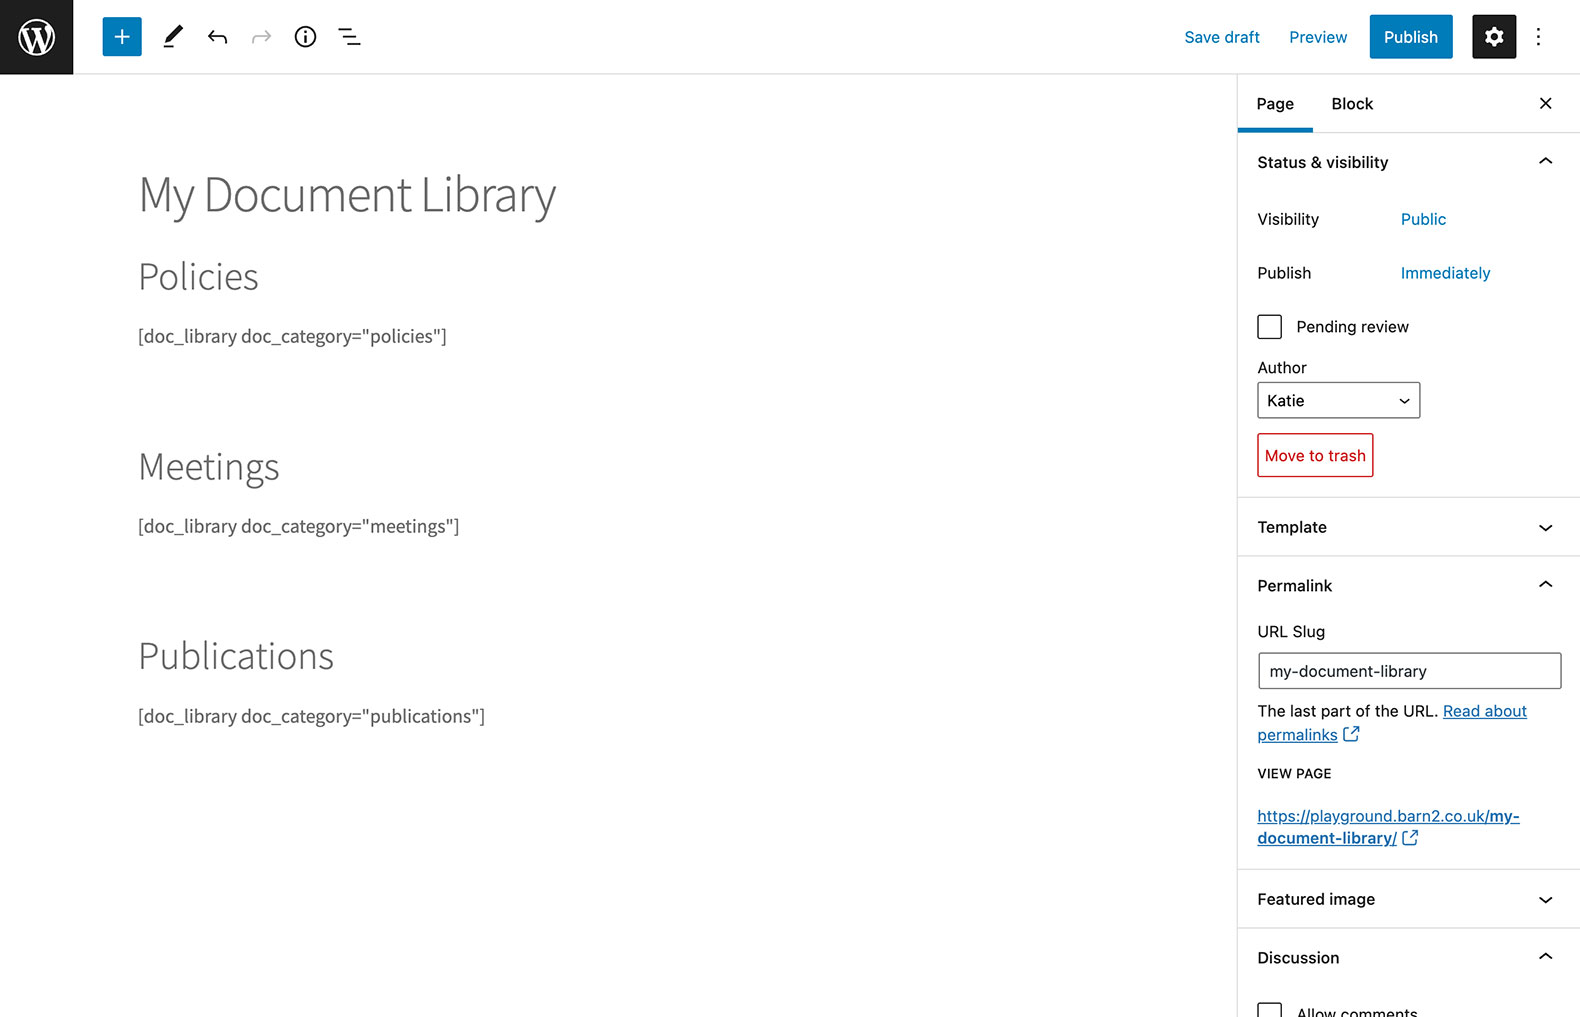 Save draft Preview Publish
Page Block
Status & visibility
Visibility Public
Publish Immediately
Pending review
Author
Katie
Move to trash
Template
Permalink
URL Slug
my-document-library
The last part of the URL. Read about
permalinks
VIEW PAGE
https://playground.barn2.co.uk/my-
document-library/
Featured image
Discussion
Allow comments
My Document Library
Policies
[doc_library doc_category="policies"]
Meetings
[doc_library doc_category="meetings"]
Publications
[doc_library doc_category="publications"]